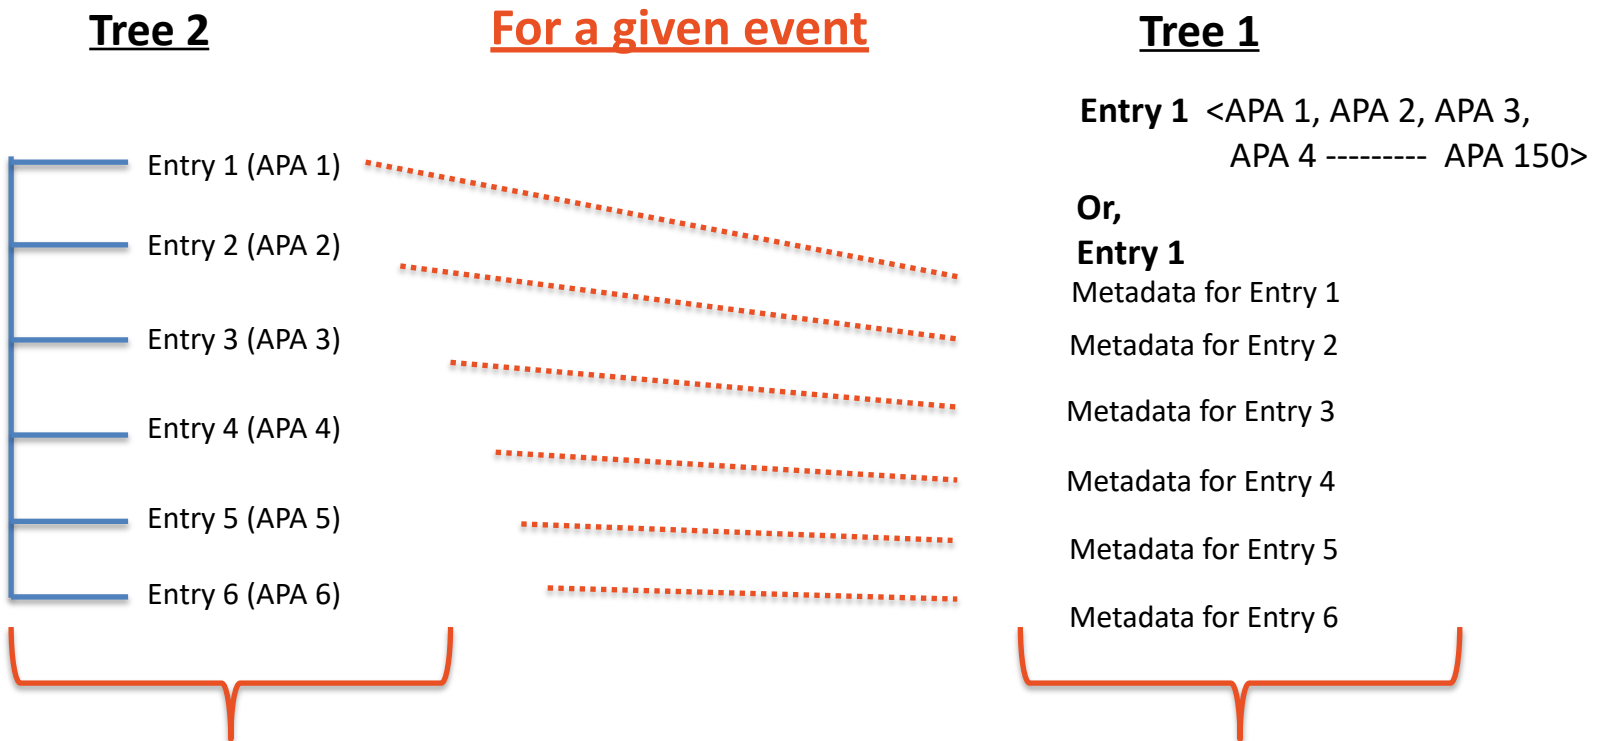 Tree 2
For a given event
Tree 1
Entry 1 <APA 1, APA 2, APA 3,
APA 4 --------- APA 150>
Or,
Entry 1
Entry 1 (APA 1)
Entry 2 (APA 2)
Entry 3 (APA 3)
Entry 4 (APA 4)
Entry 5 (APA 5)
Entry 6 (APA 6)
Metadata for Entry 1
Metadata for Entry 2
Metadata for Entry 3
Metadata for Entry 4
Metadata for Entry 5
Metadata for Entry 6